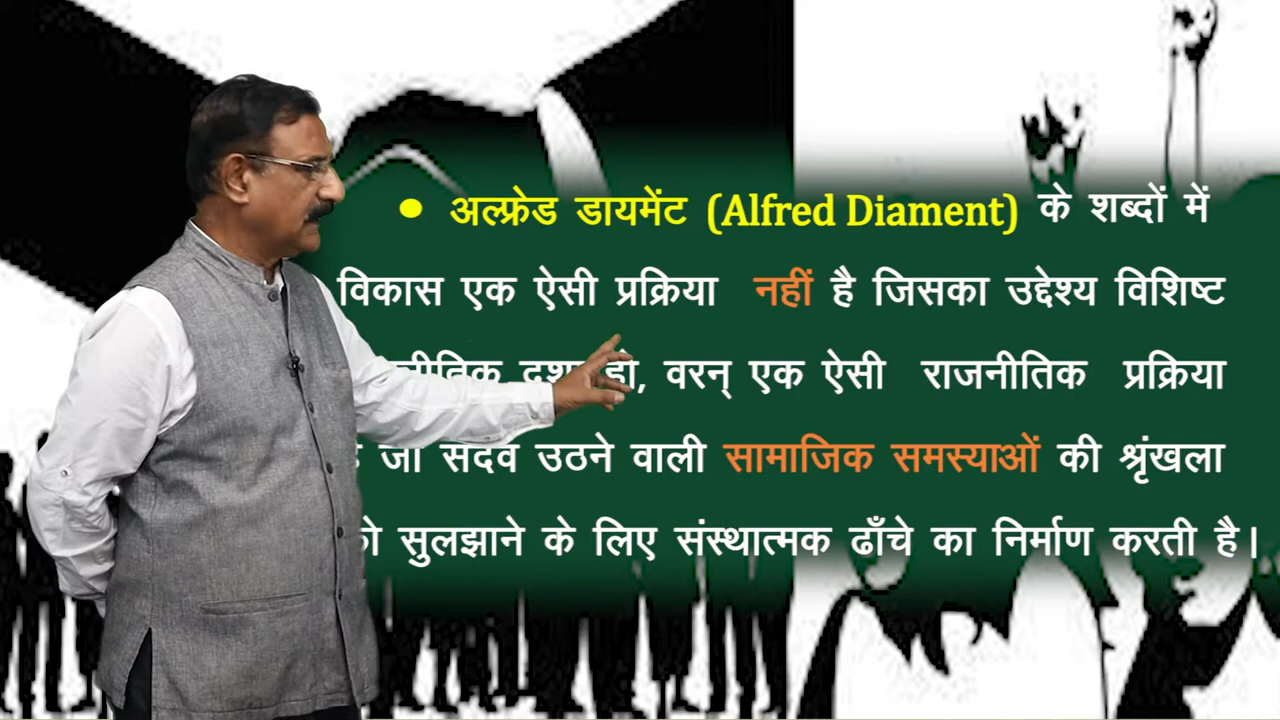 • अल्फ्रेड डायमेंट (Alfred Diament) के शब्दों में
विकास एक ऐसी प्रक्रिया नहीं है जिसका उद्देश्य विशिष्ट
हो, वरन् एक ऐसी राजनीतिक प्रक्रिया
जो सदैव उठने वाली सामाजिक समस्याओं की श्रृंखला
को सुलझाने के लिए संस्थात्मक ढाँचे का निर्माण करती है।